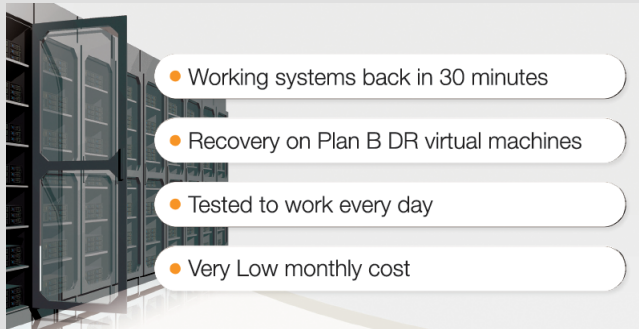 Working systems back in 30 minutes
Recovery on Plan B DR virtual machines
Tested to work every day
Very Low monthly cost